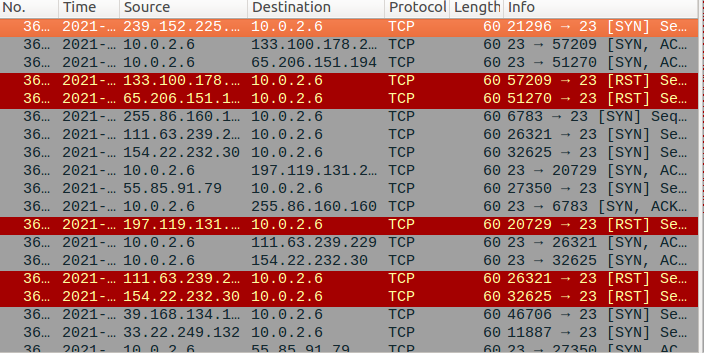 No. Time Source Destination Protocol Length Info
36… 2021-… 239.152.225.… 10.0.2.6 TCP 60 21296 → 23 [SYN] Se…
36… 2021-… 10.0.2.6 133.100.178.2… TCP 60 23 → 57209 [SYN, AC…
36… 2021-… 10.0.2.6 65.206.151.194 TCP 60 23 → 51270 [SYN, AC…
36… 2021-… 133.100.178.… 10.0.2.6 TCP 60 57209 → 23 [RST] Se…
36… 2021-… 65.206.151.1… 10.0.2.6 TCP 60 51270 → 23 [RST] Se…
36… 2021-… 255.86.160.1… 10.0.2.6 TCP 60 6783 → 23 [SYN] Seq…
36… 2021-… 111.63.239.2… 10.0.2.6 TCP 60 26321 → 23 [SYN] Se…
36… 2021-… 154.22.232.30 10.0.2.6 TCP 60 32625 → 23 [SYN] Se…
36… 2021-… 10.0.2.6 197.119.131.2… TCP 60 23 → 20729 [SYN, AC…
36… 2021-… 55.85.91.79 10.0.2.6 TCP 60 27350 → 23 [SYN] Se…
36… 2021-… 10.0.2.6 255.86.160.160 TCP 60 23 → 6783 [SYN, ACK…
36… 2021-… 197.119.131.… 10.0.2.6 TCP 60 20729 → 23 [RST] Se…
36… 2021-… 10.0.2.6 111.63.239.229 TCP 60 23 → 26321 [SYN, AC…
36… 2021-… 10.0.2.6 154.22.232.30 TCP 60 23 → 32625 [SYN, AC…
36… 2021-… 111.63.239.2… 10.0.2.6 TCP 60 26321 → 23 [RST] Se…
36… 2021-… 154.22.232.30 10.0.2.6 TCP 60 32625 → 23 [RST] Se…
36… 2021-… 39.168.134.1… 10.0.2.6 TCP 60 46706 → 23 [SYN] Se…
36… 2021-… 33.22.249.132 10.0.2.6 TCP 60 11887 → 23 [SYN] Se…
36… 2021-… 10.0.2.6 55.85.91.79 TCP 60 23 → 27350 [SYN, AC…